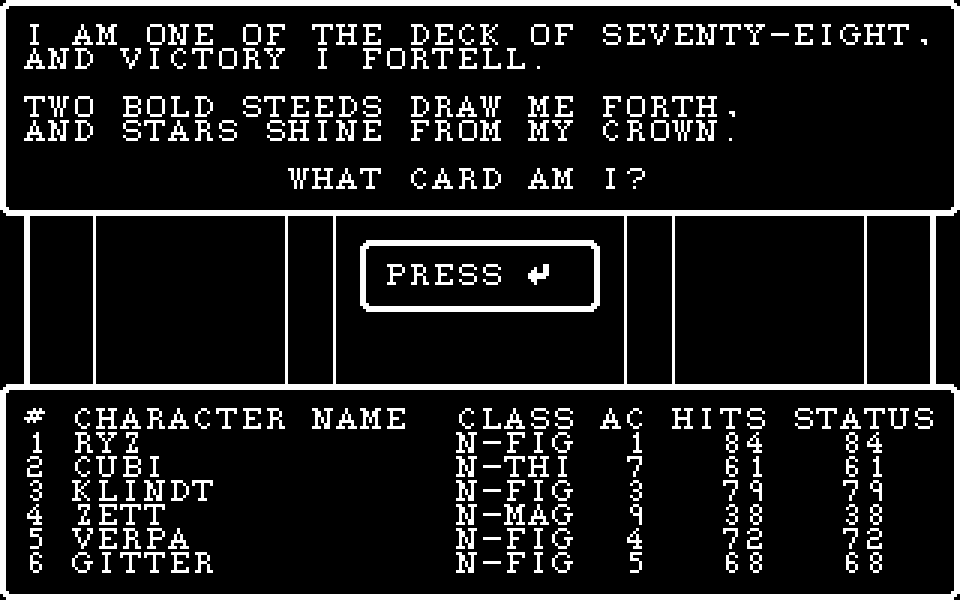 I AM ONE OF THE DECK OF SEVENTY-EIGHT,
AND VICTORY I FORTELL.
TWO BOLD STEEDS DRAW ME FORTH,
AND STARS SHINE FROM MY CROWN.
WHAT CARD AM I?
PRESS ↵
# CHARACTER NAME CLASS AC HITS STATUS
1 RYZ N-FIG 1 84 84
2 CUBI N-THI 7 61 61
3 KLINDT N-FIG 3 79 79
4 ZETT N-MAG 9 38 38
5 VERPA N-FIG 4 72 72
6 GITTER N-FIG 5 68 68